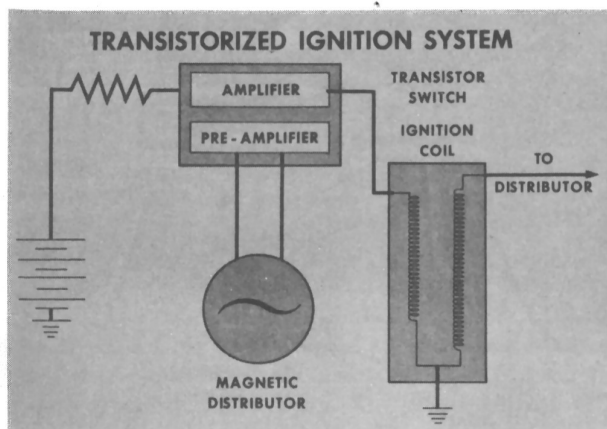 TRANSISTORIZED IGNITION SYSTEM
AMPLIFIER
PRE - AMPLIFIER
TRANSISTOR
SWITCH
IGNITION
COIL
TO
DISTRIBUTOR
MAGNETIC
DISTRIBUTOR